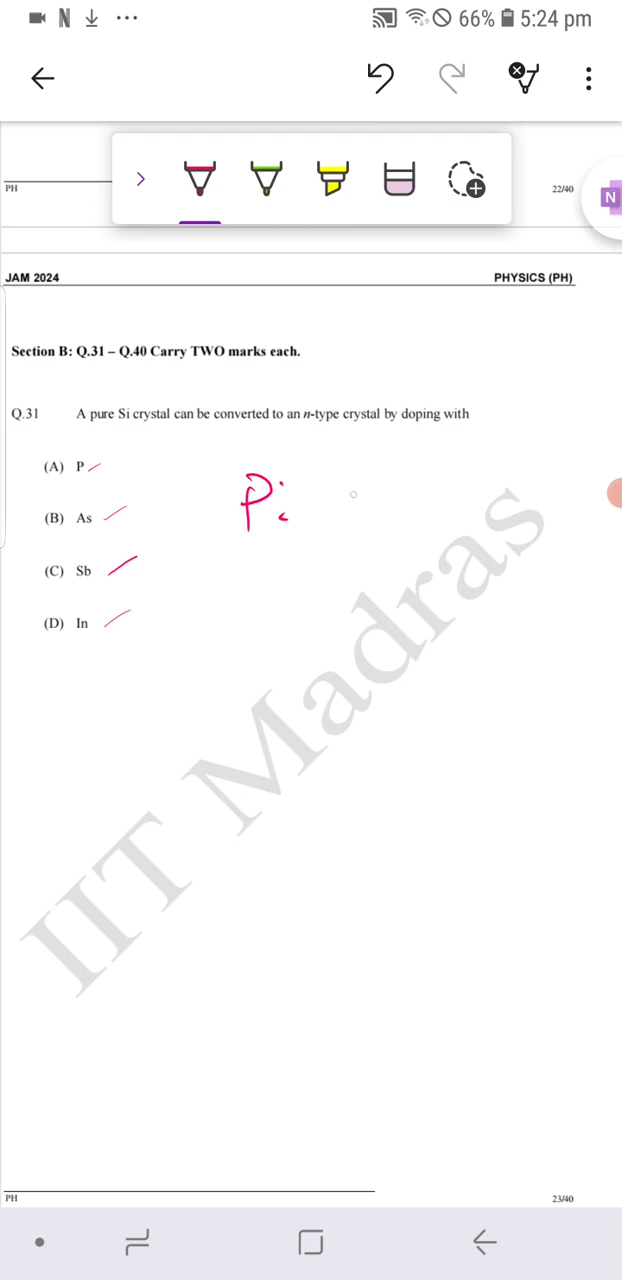 N ... 66% 5:24 pm
PH 22/40
N
JAM 2024 PHYSICS (PH)
Section B: Q.31 – Q.40 Carry TWO marks each.
Q.31 A pure Si crystal can be converted to an n-type crystal by doping with
(A) P
(B) As
(C) Sb
(D) In
P:
IIT Madras
PH 23/40